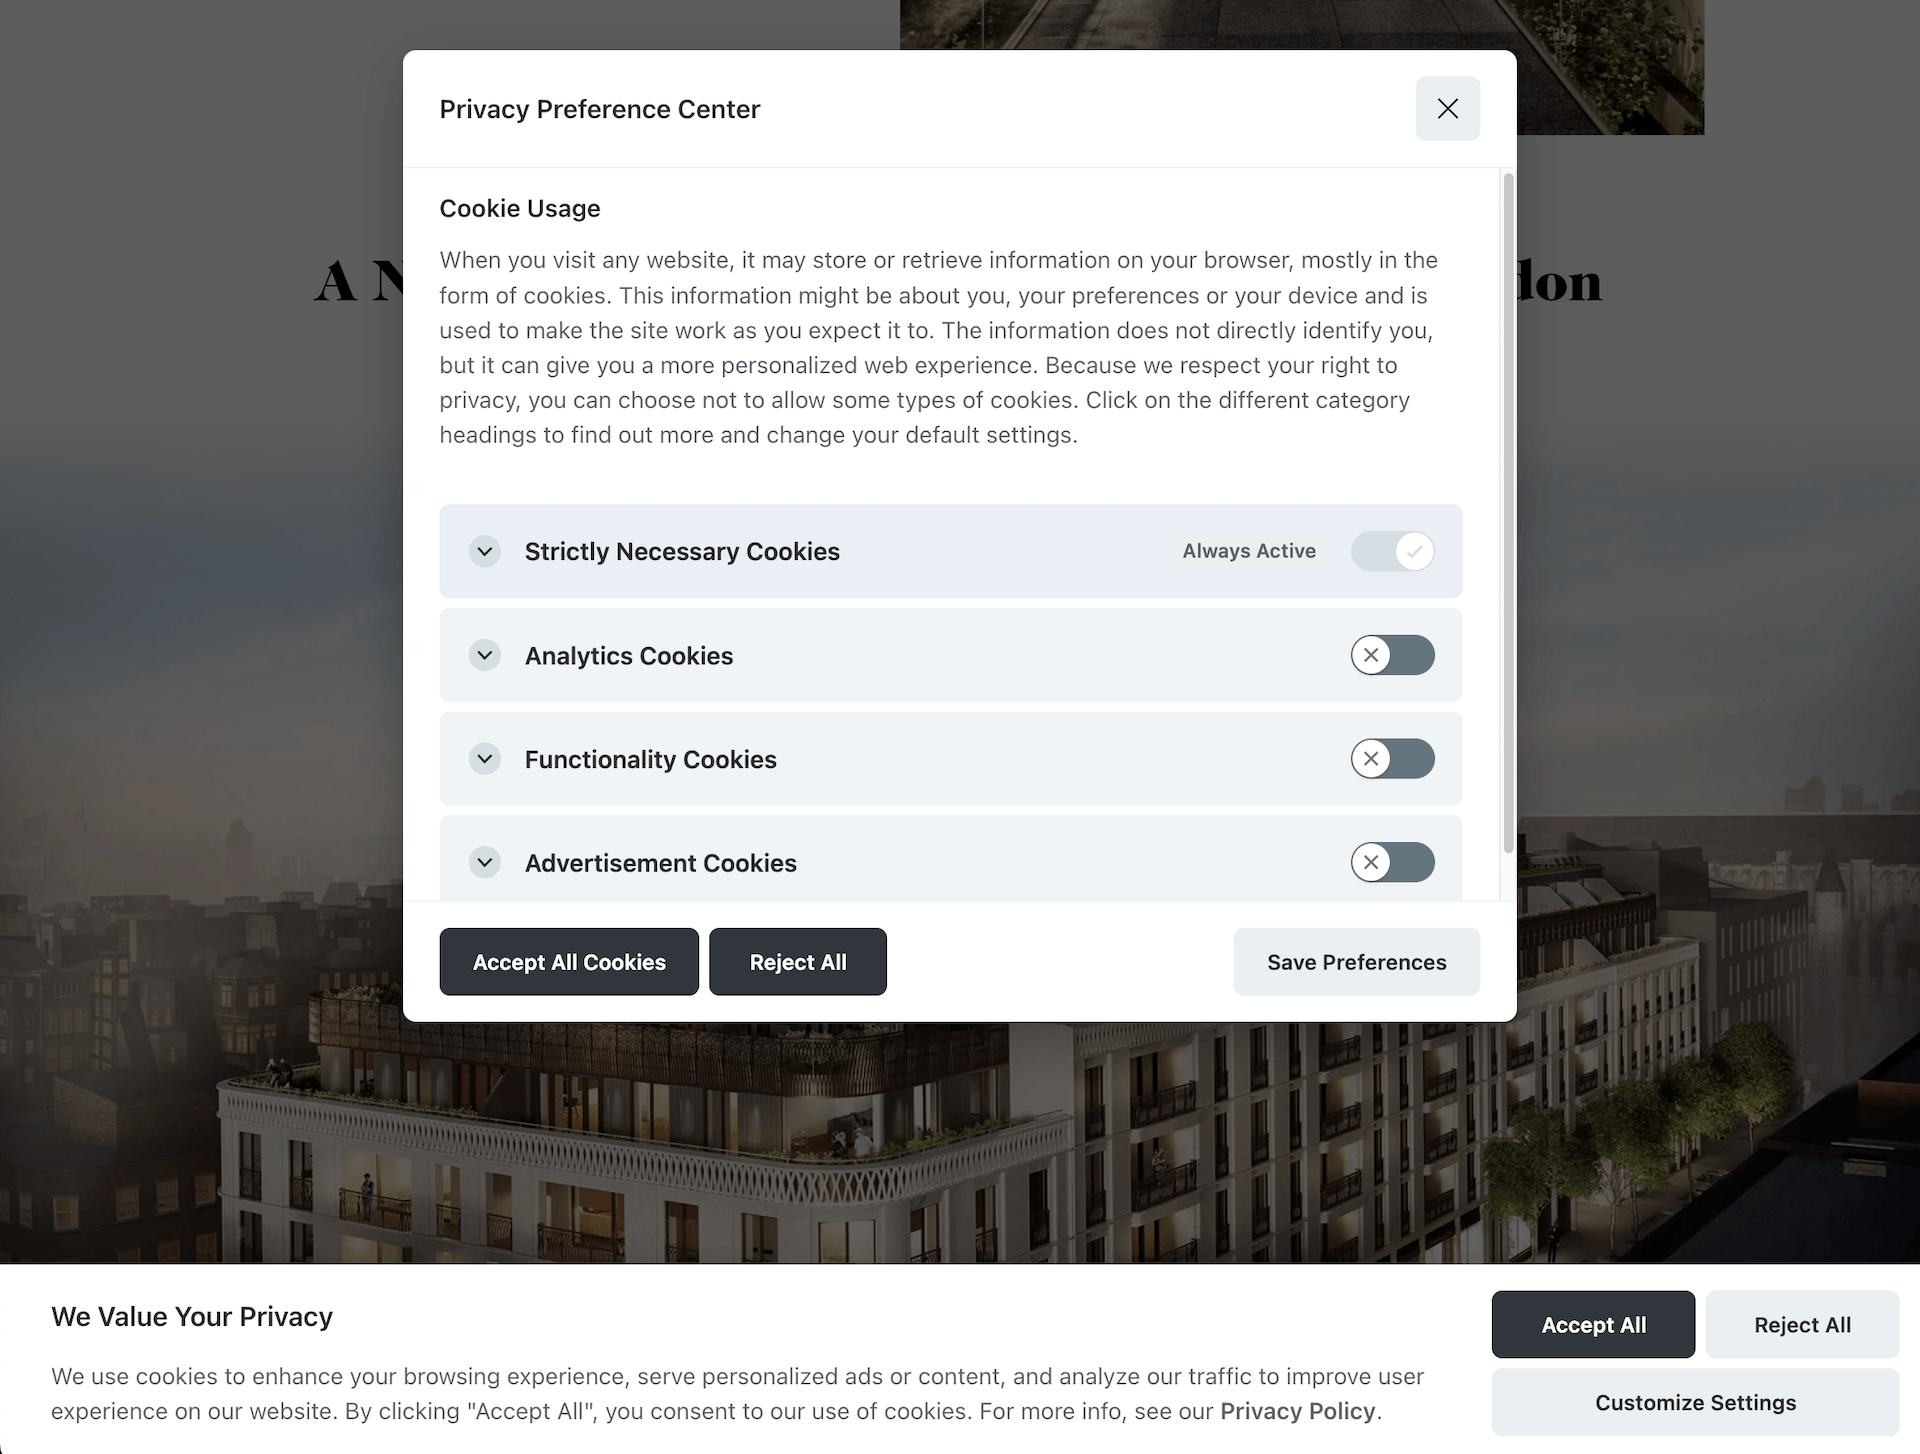 Privacy Preference Center
Cookie Usage
When you visit any website, it may store or retrieve information on your browser, mostly in the
form of cookies. This information might be about you, your preferences or your device and is
used to make the site work as you expect it to. The information does not directly identify you,
but it can give you a more personalized web experience. Because we respect your right to
privacy, you can choose not to allow some types of cookies. Click on the different category
headings to find out more and change your default settings.
Strictly Necessary Cookies Always Active
Analytics Cookies
Functionality Cookies
Advertisement Cookies
Accept All Cookies Reject All Save Preferences
We Value Your Privacy
We use cookies to enhance your browsing experience, serve personalized ads or content, and analyze our traffic to improve user
experience on our website. By clicking "Accept All", you consent to our use of cookies. For more info, see our Privacy Policy.
Accept All Reject All
Customize Settings